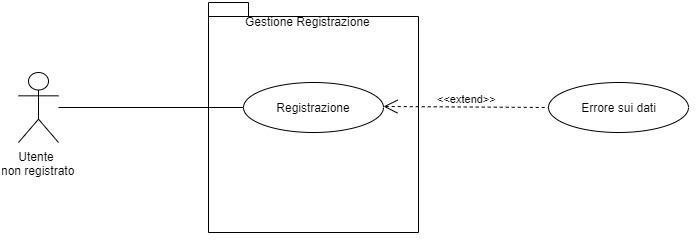 Gestione Registrazione
Registrazione
<<extend>>
Errore sui dati
Utente
non registrato